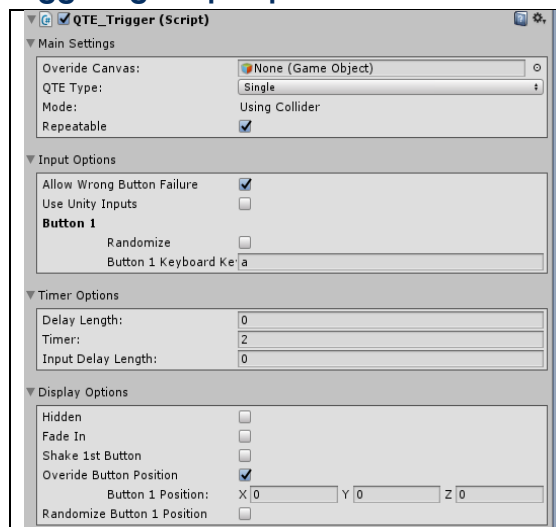 QTE_Trigger (Script)
Main Settings
Overide Canvas: None (Game Object)
QTE Type: Single
Mode: Using Collider
Repeatable
Input Options
Allow Wrong Button Failure
Use Unity Inputs
Button 1
Randomize
Button 1 Keyboard Ke a
Timer Options
Delay Length: 0
Timer: 2
Input Delay Length: 0
Display Options
Hidden
Fade In
Shake 1st Button
Overide Button Position
Button 1 Position: X 0 Y 0 Z 0
Randomize Button 1 Position